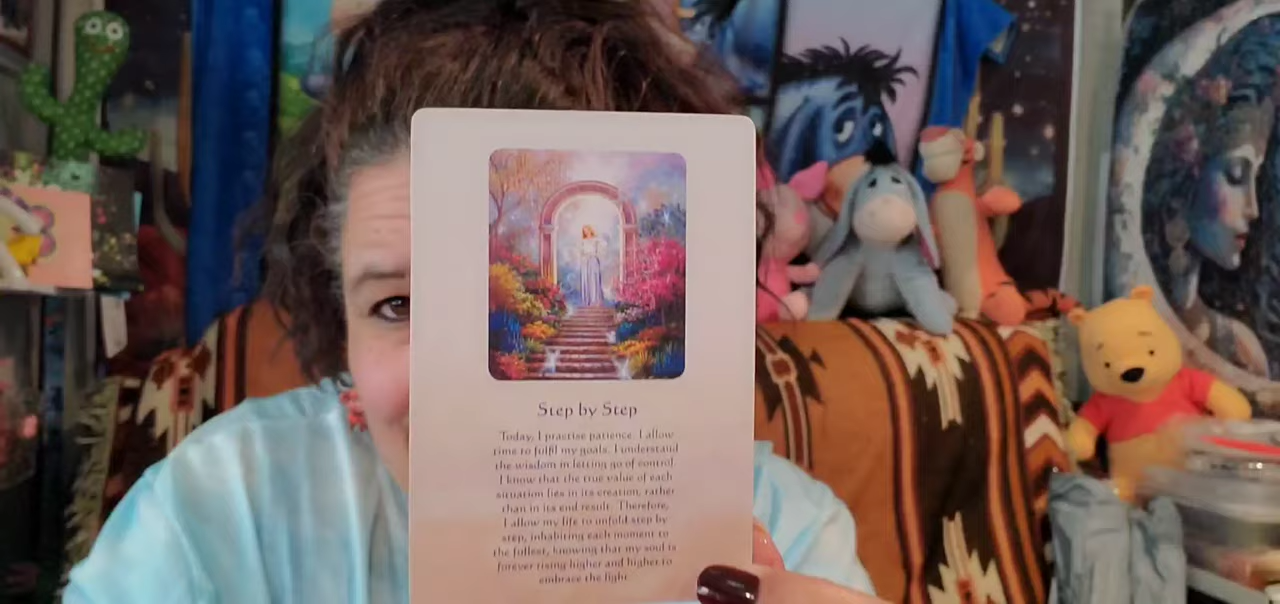 Step by Step
Today, I practise patience. I allow
time to fulfil my goals. I understand
the wisdom in letting go of control.
I know that the true value of each
situation lies in its creation, rather
than in its end result. Therefore,
I allow my life to unfold step by
step, inhabiting each moment to
the fullest, knowing that my soul is
forever rising higher and higher to
embrace the light.